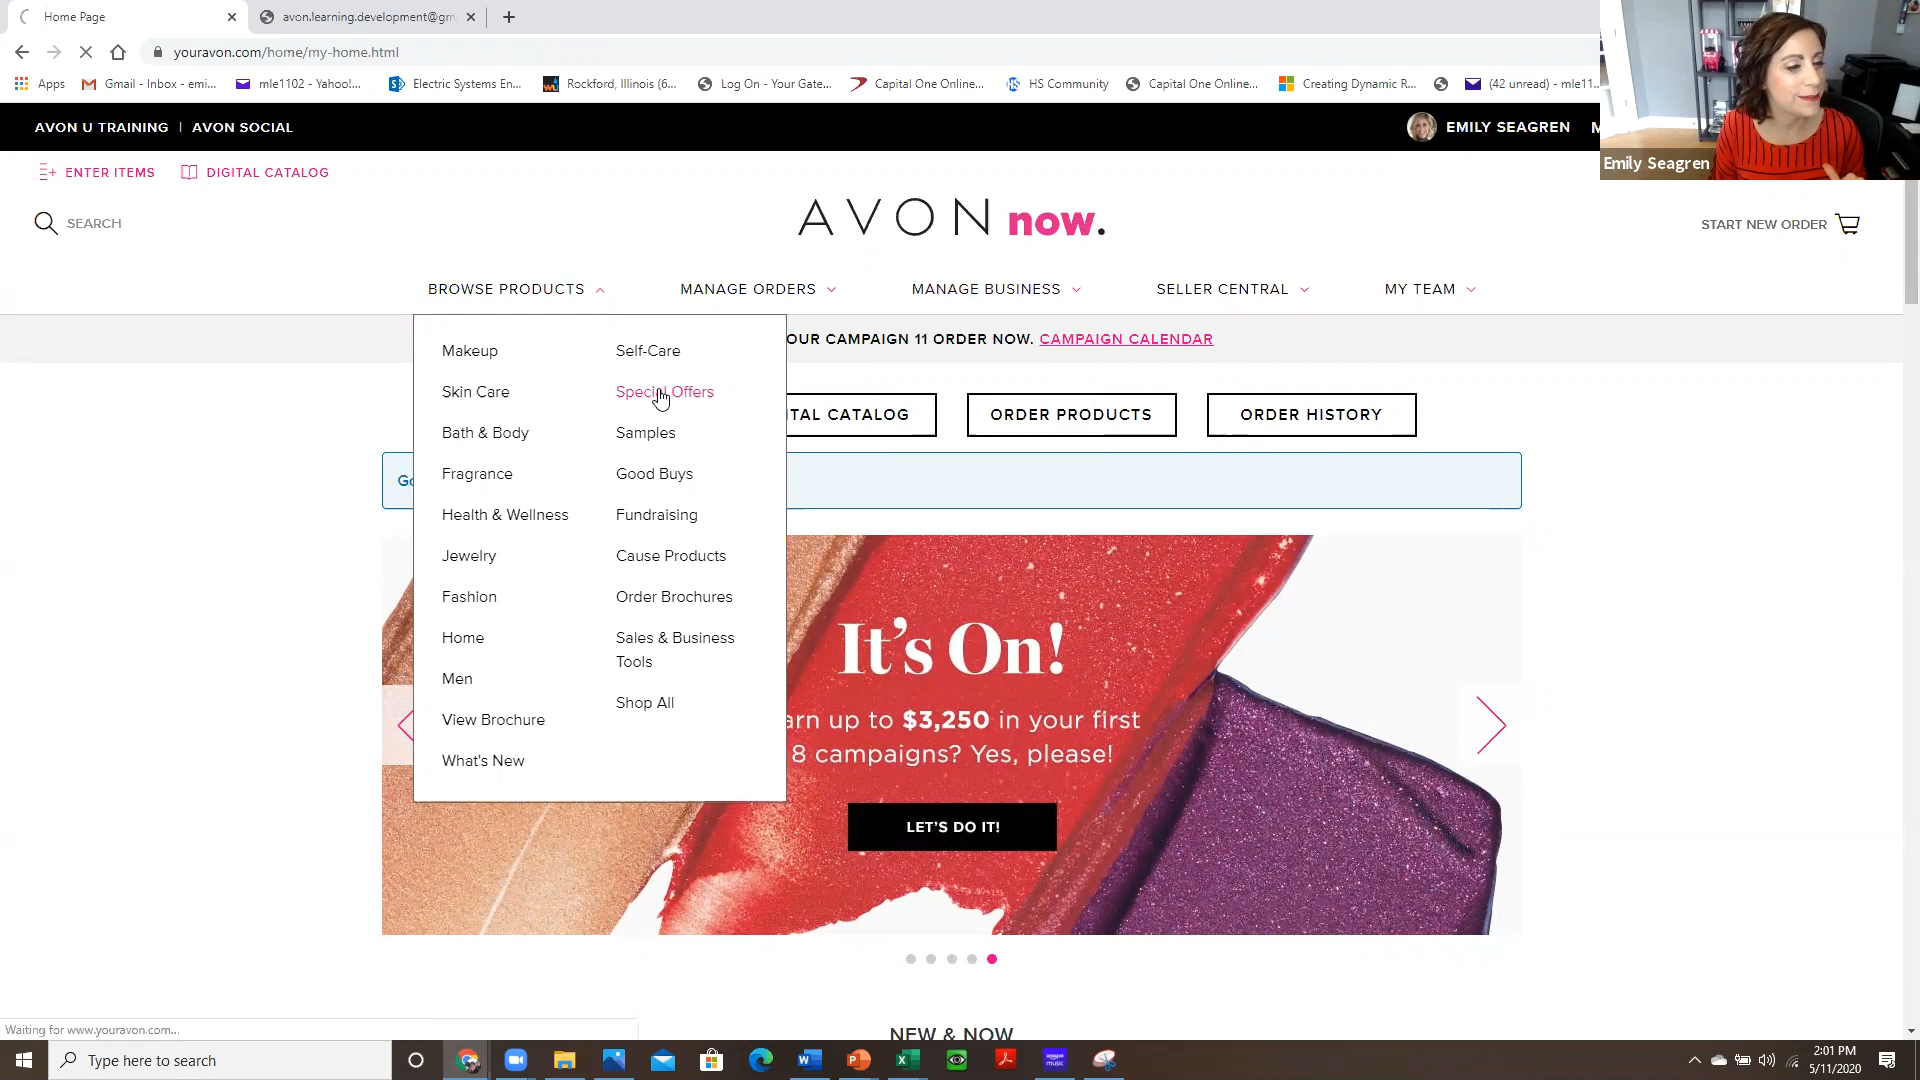 Home Page
avon.learning.development@gm
youravon.com/home/my-home.html
Apps
Gmail - Inbox - emi...
mle1102 - Yahoo!...
Electric Systems En...
Rockford, Illinois (6...
Log On - Your Gate...
Capital One Online...
HS Community
Capital One Online...
Creating Dynamic R...
(42 unread) - mle11...
AVON U TRAINING | AVON SOCIAL
EMILY SEAGREN
Emily Seagren
ENTER ITEMS
DIGITAL CATALOG
SEARCH
AVON now.
START NEW ORDER
BROWSE PRODUCTS
MANAGE ORDERS
MANAGE BUSINESS
SELLER CENTRAL
MY TEAM
OUR CAMPAIGN 11 ORDER NOW. CAMPAIGN CALENDAR
Makeup
Skin Care
Bath & Body
Fragrance
Health & Wellness
Jewelry
Fashion
Home
Men
View Brochure
What's New
Self-Care
Special Offers
Samples
Good Buys
Fundraising
Cause Products
Order Brochures
Sales & Business
Tools
Shop All
TAL CATALOG
ORDER PRODUCTS
ORDER HISTORY
Go
It's On!
arn up to $3,250 in your first
8 campaigns? Yes, please!
LET'S DO IT!
NEW & NOW
Waiting for www.youravon.com...
Type here to search
2:01 PM
5/11/2020